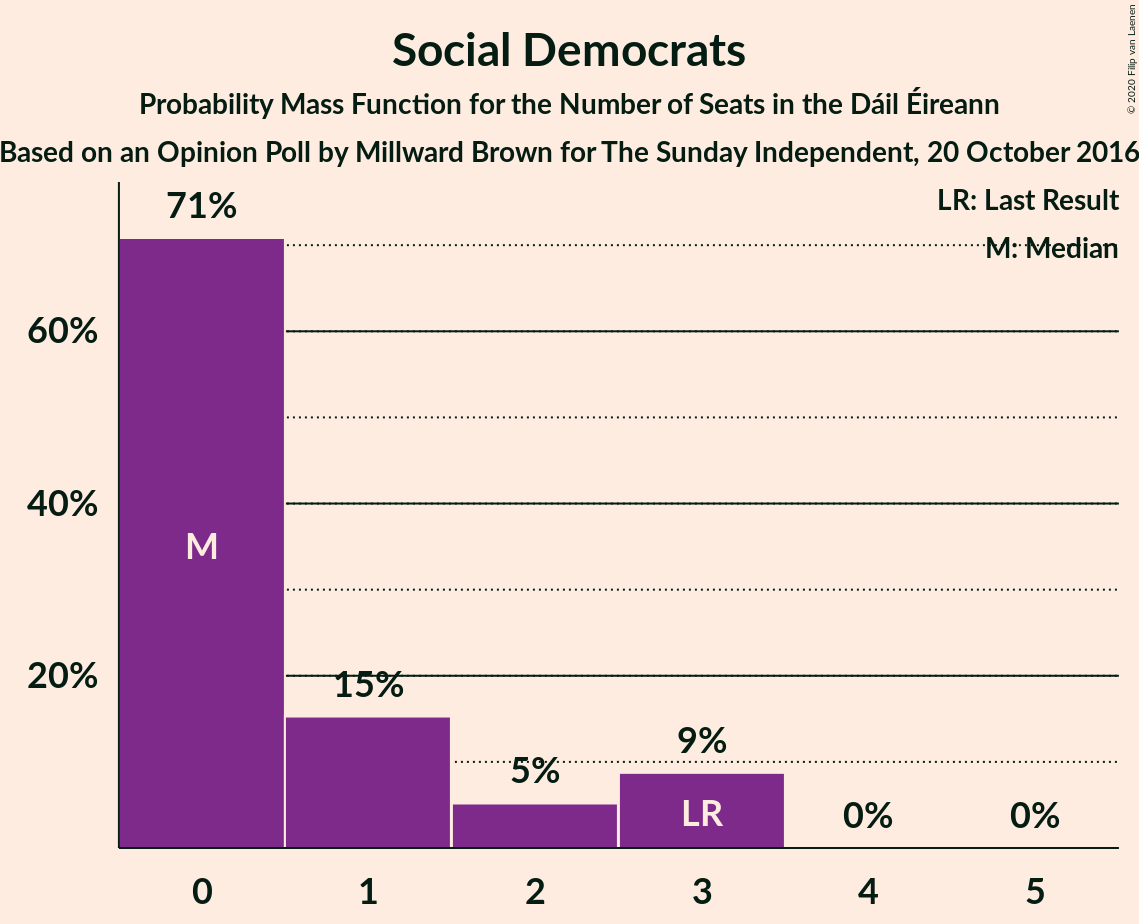 Social Democrats
Probability Mass Function for the Number of Seats in the Dáil Éireann
Based on an Opinion Poll by Millward Brown for The Sunday Independent, 20 October 2016
© 2020 Filip van Laenen
LR: Last Result
M: Median
71%
60%
40%
M
20%
15%
5%
9%
LR
0%
0%
0 1 2 3 4 5